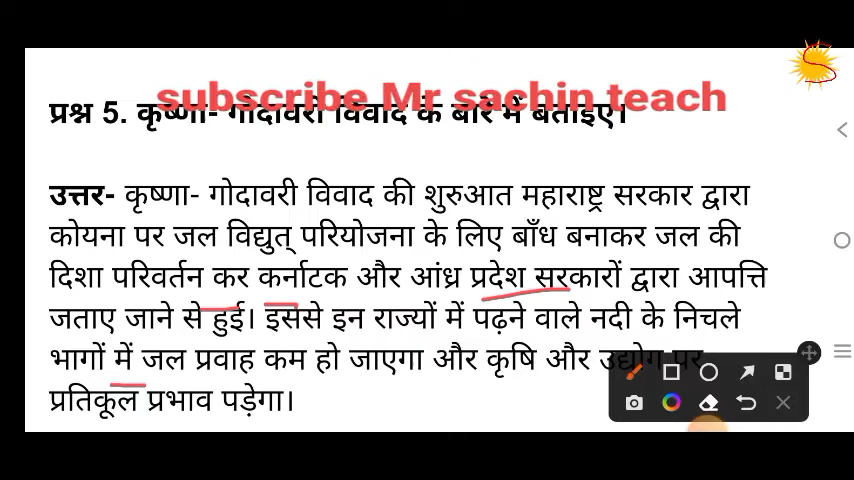 subscribe Mr sachin teach
प्रश्न 5. कृष्णा- गोदावरी विवाद के बारे में बताइए।
उत्तर- कृष्णा- गोदावरी विवाद की शुरुआत महाराष्ट्र सरकार द्वारा
कोयना पर जल विद्युत् परियोजना के लिए बाँध बनाकर जल की
दिशा परिवर्तन कर कर्नाटक और आंध्र प्रदेश सरकारों द्वारा आपत्ति
जताए जाने से हुई। इससे इन राज्यों में पढ़ने वाले नदी के निचले
भागों में जल प्रवाह कम हो जाएगा और कृषि और उद्योग पर
प्रतिकूल प्रभाव पड़ेगा।